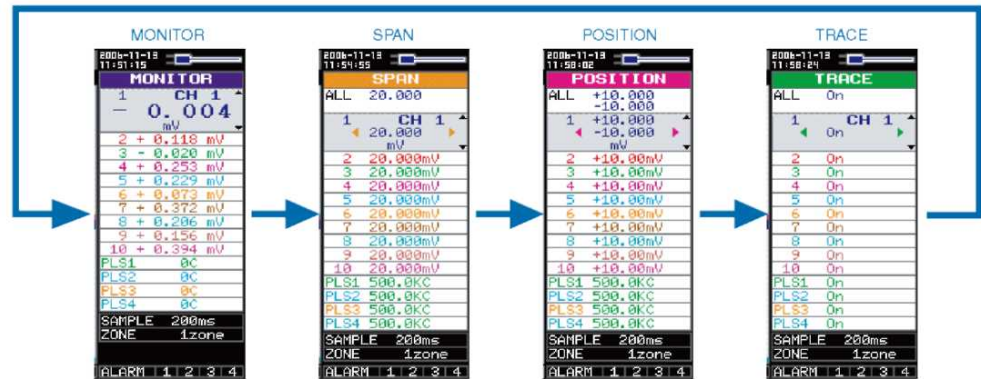 MONITOR
2006-11-13
11:51:15
MONITOR
1 CH 1
- 0.004
mV
2 + 0.118 mV
3 - 0.020 mV
4 + 0.253 mV
5 + 0.229 mV
6 + 0.073 mV
7 + 0.372 mV
8 + 0.206 mV
9 + 0.156 mV
10 + 0.394 mV
PLS1 0C
PLS2 0C
PLS3 0C
PLS4 0C
SAMPLE 200ms
ZONE 1zone
ALARM 1 2 3 4
SPAN
2006-11-13
11:54:55
SPAN
ALL 20.000
1 CH 1
20.000
mV
2 20.000mV
3 20.000mV
4 20.000mV
5 20.000mV
6 20.000mV
7 20.000mV
8 20.000mV
9 20.000mV
10 20.000mV
PLS1 500.0KC
PLS2 500.0KC
PLS3 500.0KC
PLS4 500.0KC
SAMPLE 200ms
ZONE 1zone
ALARM 1 2 3 4
POSITION
2006-11-13
11:58:02
POSITION
ALL +10.000
-10.000
1 +10.000
-10.000
mV
2 +10.00mV
3 +10.00mV
4 +10.00mV
5 +10.00mV
6 +10.00mV
7 +10.00mV
8 +10.00mV
9 +10.00mV
10 +10.00mV
PLS1 500.0KC
PLS2 500.0KC
PLS3 500.0KC
PLS4 500.0KC
SAMPLE 200ms
ZONE 1zone
ALARM 1 2 3 4
TRACE
2006-11-13
11:58:24
TRACE
ALL On
1 CH 1
On
2 On
3 On
4 On
5 On
6 On
7 On
8 On
9 On
10 On
PLS1 On
PLS2 On
PLS3 On
PLS4 On
SAMPLE 200ms
ZONE 1zone
ALARM 1 2 3 4